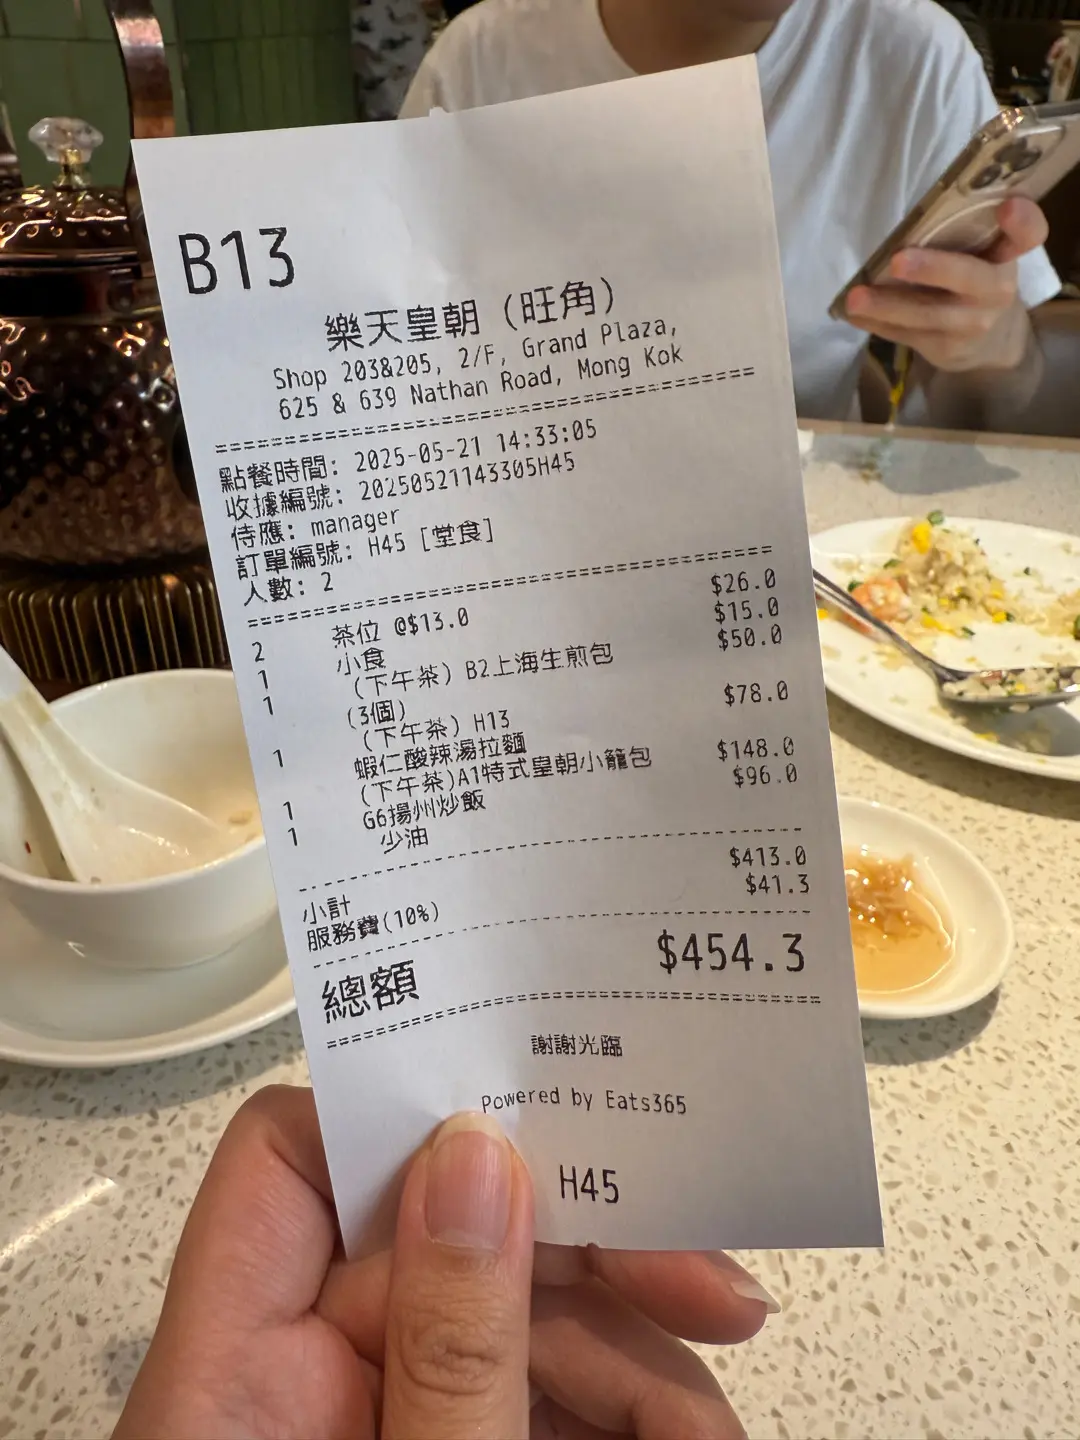 B13
樂天皇朝 (旺角)
Shop 203&205, 2/F, Grand Plaza,
625 & 639 Nathan Road, Mong Kok
點餐時間: 2025-05-21 14:33:05
收據編號: 20250521143305H45
侍應: manager
訂單編號: H45 [堂食]
人數: 2
2 茶位 @$13.0 $26.0
1 小食 $15.0
1 (下午茶) B2上海生煎包 $50.0
(3個)
1 (下午茶) H13 $78.0
蝦仁酸辣湯拉麵
1 (下午茶)A1特式皇朝小籠包 $148.0
1 G6揚州炒飯 $96.0
少油
小計 $413.0
服務費(10%) $41.3
總額 $454.3
謝謝光臨
Powered by Eats365
H45